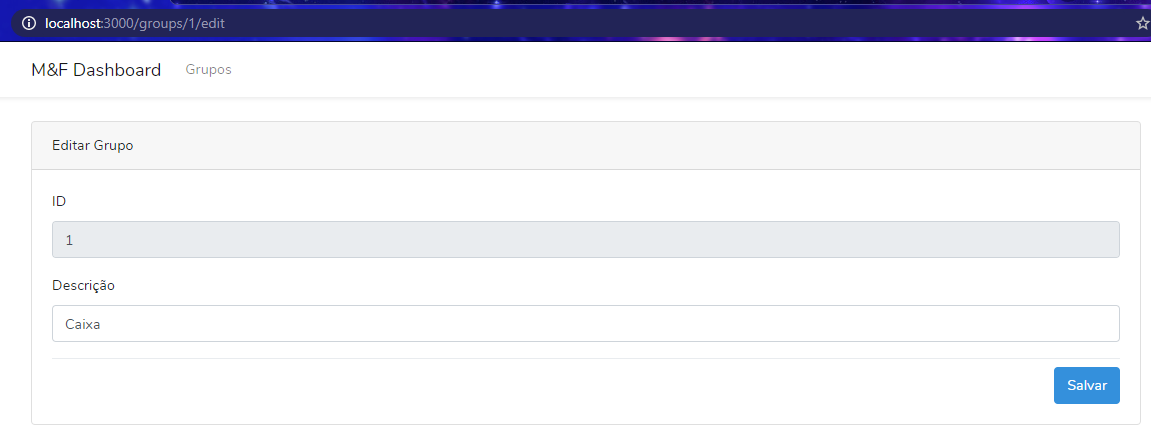 localhost:3000/groups/1/edit
M&F Dashboard Grupos
Editar Grupo
ID
1
Descrição
Caixa
Salvar